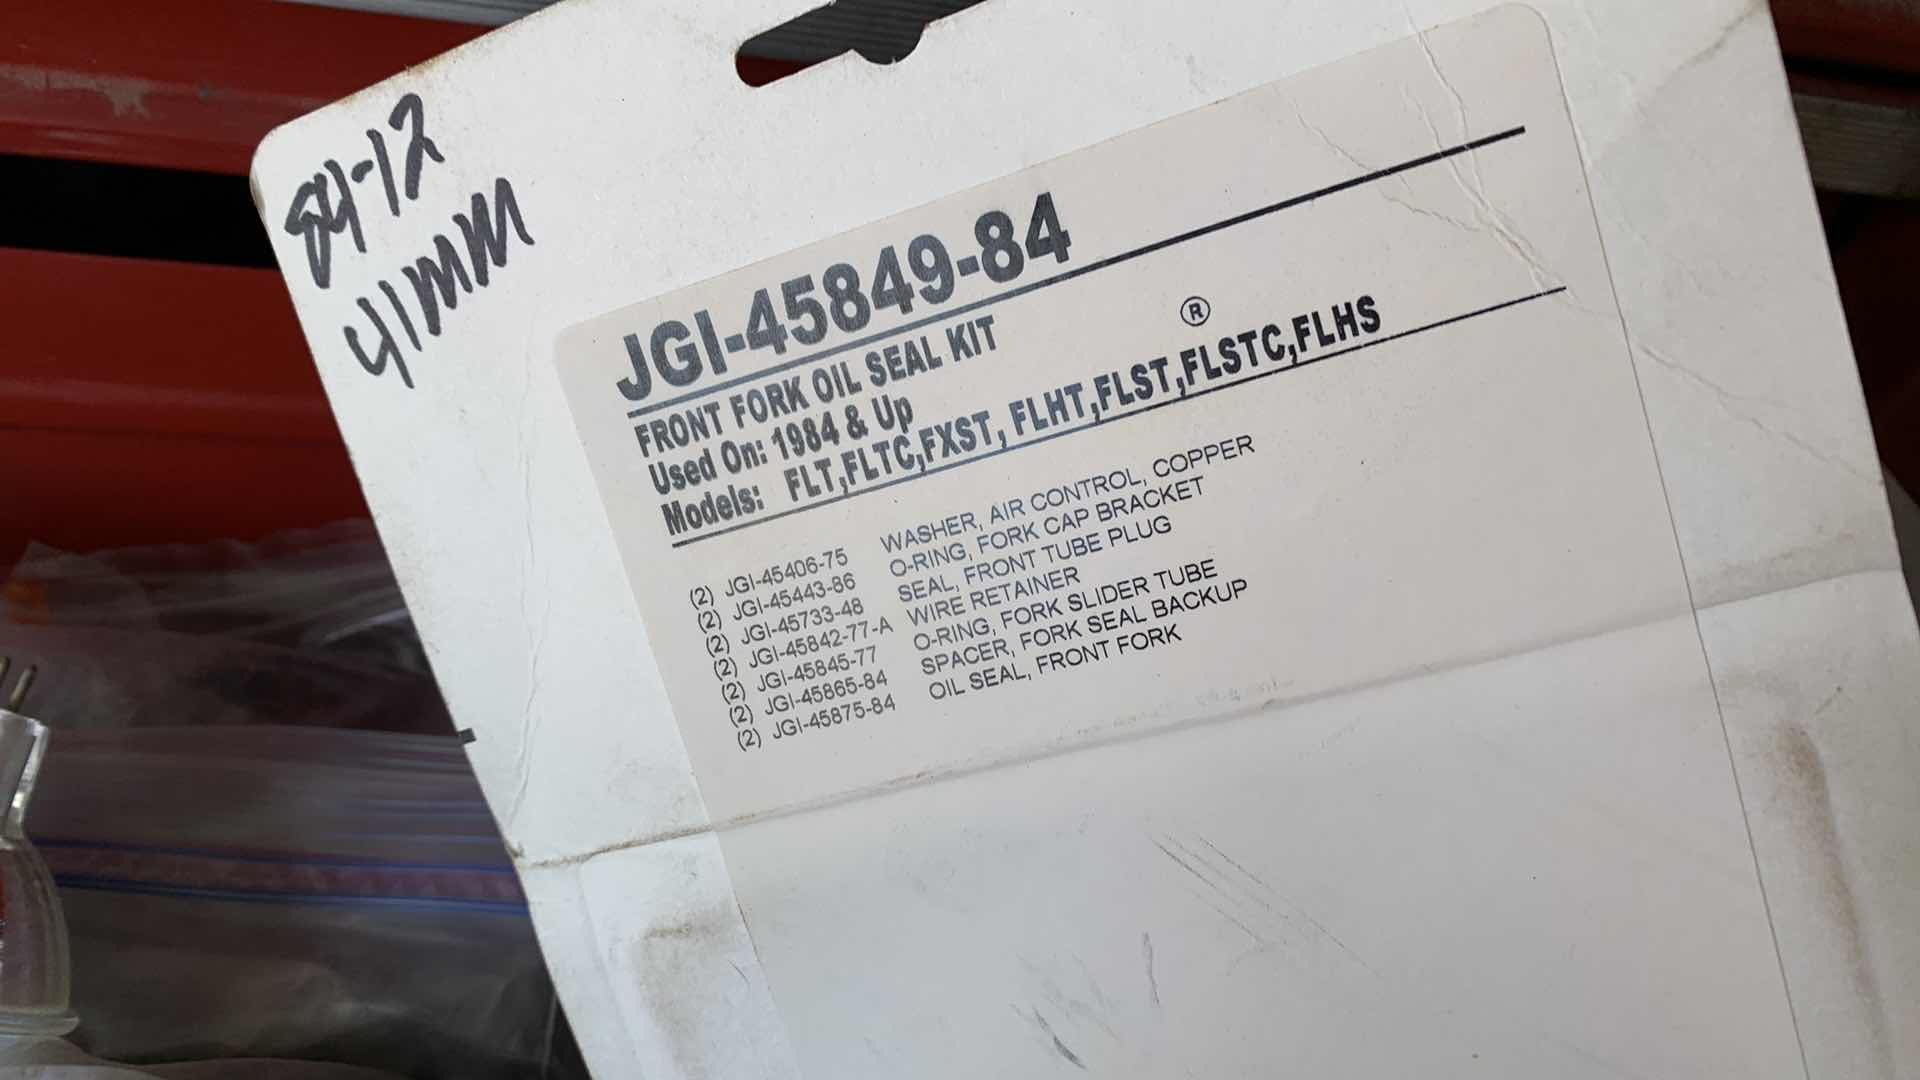 84-12
41MM
JGI-45849-84
FRONT FORK OIL SEAL KIT
Used On: 1984 & Up ®
Models: FLT,FLTC,FXST, FLHT,FLST,FLSTC,FLHS
(2) JGI-45406-75 WASHER, AIR CONTROL, COPPER
(2) JGI-45443-86 O-RING, FORK CAP BRACKET
(2) JGI-45733-48 SEAL, FRONT TUBE PLUG
(2) JGI-45842-77-A WIRE RETAINER
(2) JGI-45845-77 O-RING, FORK SLIDER TUBE
(2) JGI-45865-84 SPACER, FORK SEAL BACKUP
(2) JGI-45875-84 OIL SEAL, FRONT FORK